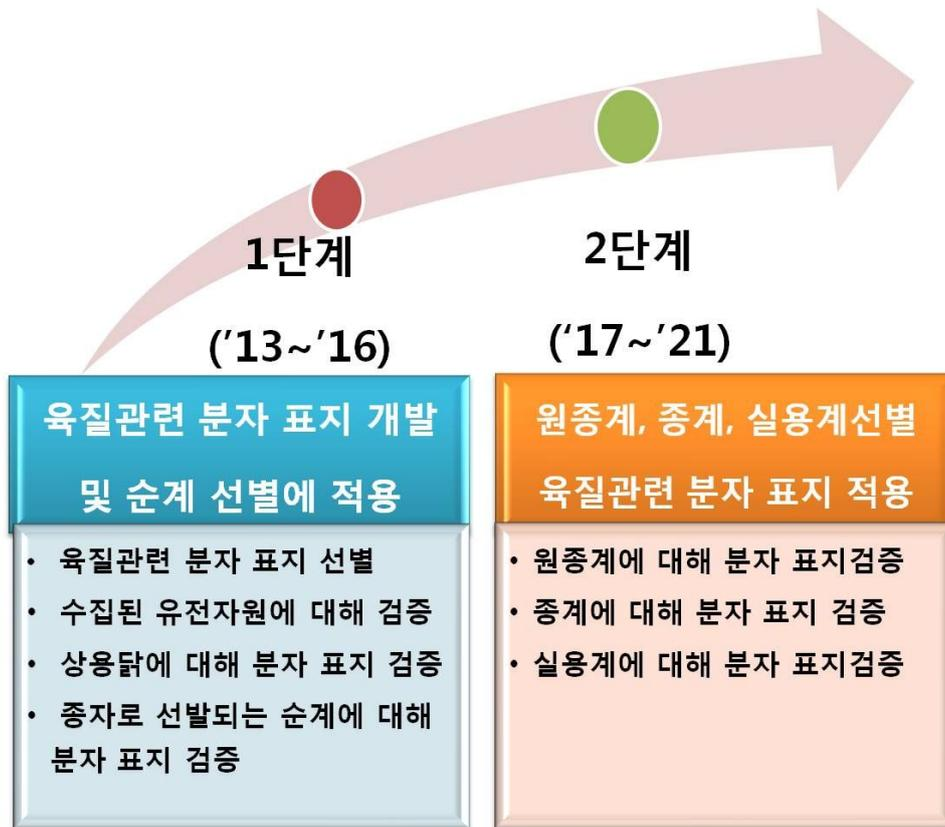 1단계
(’13~’16)
육질관련 분자 표지 개발
및 순계 선별에 적용
• 육질관련 분자 표지 선별
• 수집된 유전자원에 대해 검증
• 상용닭에 대해 분자 표지 검증
• 종자로 선발되는 순계에 대해
분자 표지 검증
2단계
(‘17~’21)
원종계, 종계, 실용계선별
육질관련 분자 표지 적용
• 원종계에 대해 분자 표지검증
• 종계에 대해 분자 표지 검증
• 실용계에 대해 분자 표지검증